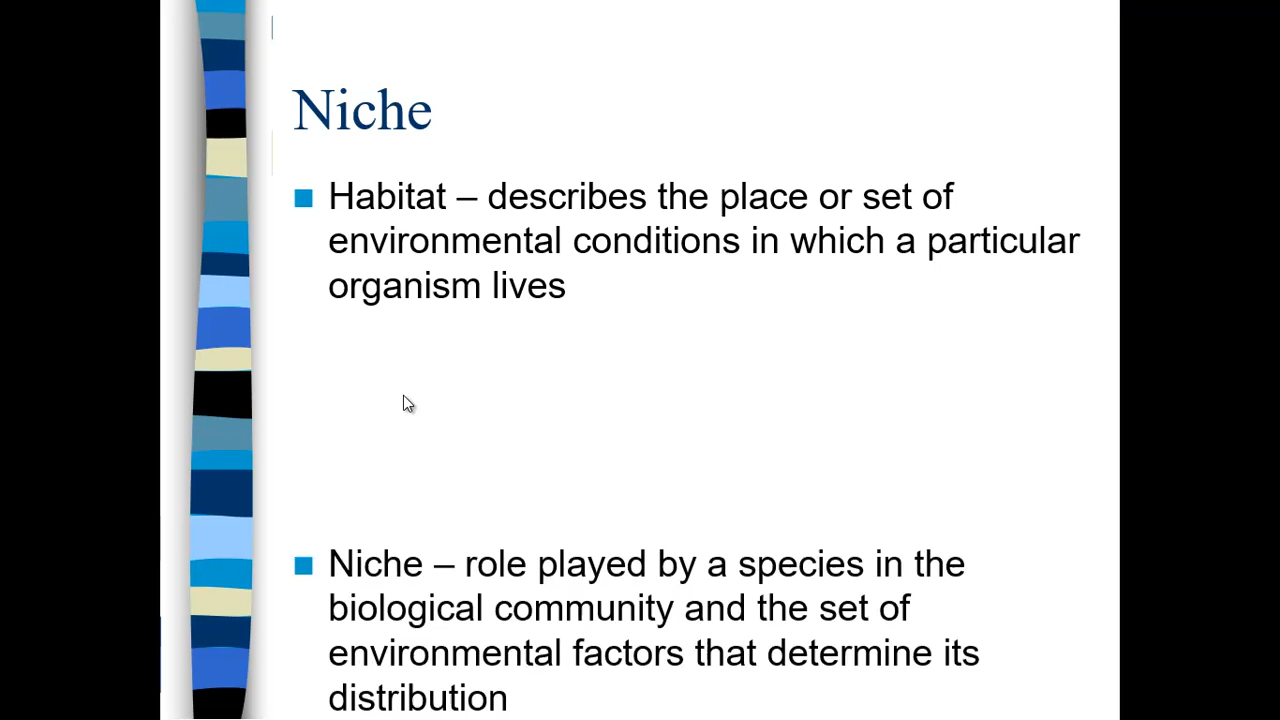 Niche
Habitat – describes the place or set of
environmental conditions in which a particular
organism lives
Niche – role played by a species in the
biological community and the set of
environmental factors that determine its
distribution